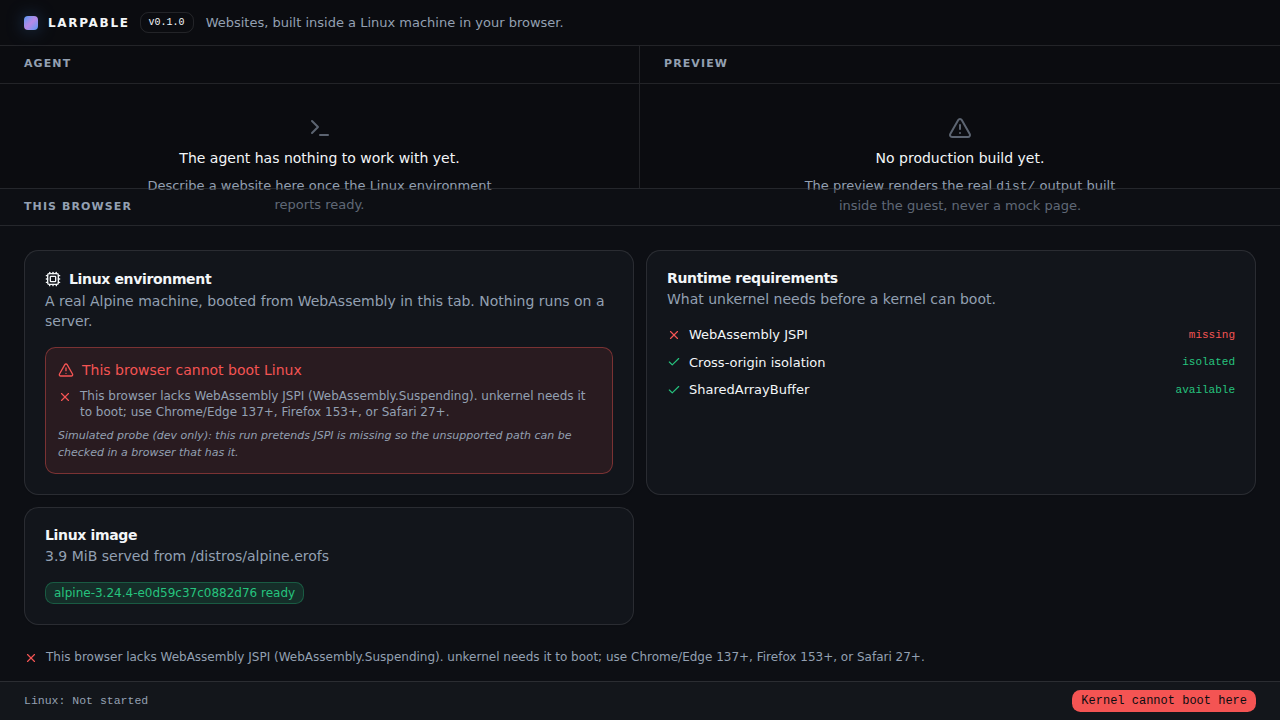 LARPABLE v0.1.0 Websites, built inside a Linux machine in your browser.
AGENT
The agent has nothing to work with yet.
Describe a website here once the Linux environment
reports ready.
PREVIEW
No production build yet.
The preview renders the real dist/ output built
inside the guest, never a mock page.
THIS BROWSER
Linux environment
A real Alpine machine, booted from WebAssembly in this tab. Nothing runs on a
server.
This browser cannot boot Linux
This browser lacks WebAssembly JSPI (WebAssembly.Suspending). unkernel needs it
to boot; use Chrome/Edge 137+, Firefox 153+, or Safari 27+.
Simulated probe (dev only): this run pretends JSPI is missing so the unsupported path can be
checked in a browser that has it.
Runtime requirements
What unkernel needs before a kernel can boot.
WebAssembly JSPI missing
Cross-origin isolation isolated
SharedArrayBuffer available
Linux image
3.9 MiB served from /distros/alpine.erofs
alpine-3.24.4-e0d59c37c0882d76 ready
This browser lacks WebAssembly JSPI (WebAssembly.Suspending). unkernel needs it to boot; use Chrome/Edge 137+, Firefox 153+, or Safari 27+.
Linux: Not started
Kernel cannot boot here